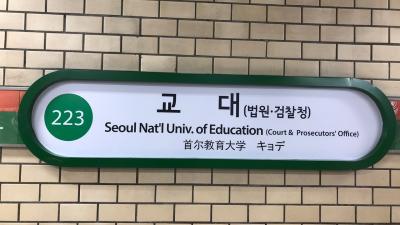 223
교 대 (법원·검찰청)
Seoul Nat'l Univ. of Education (Court & Prosecutors' Office)
首尔教育大学 キョデ